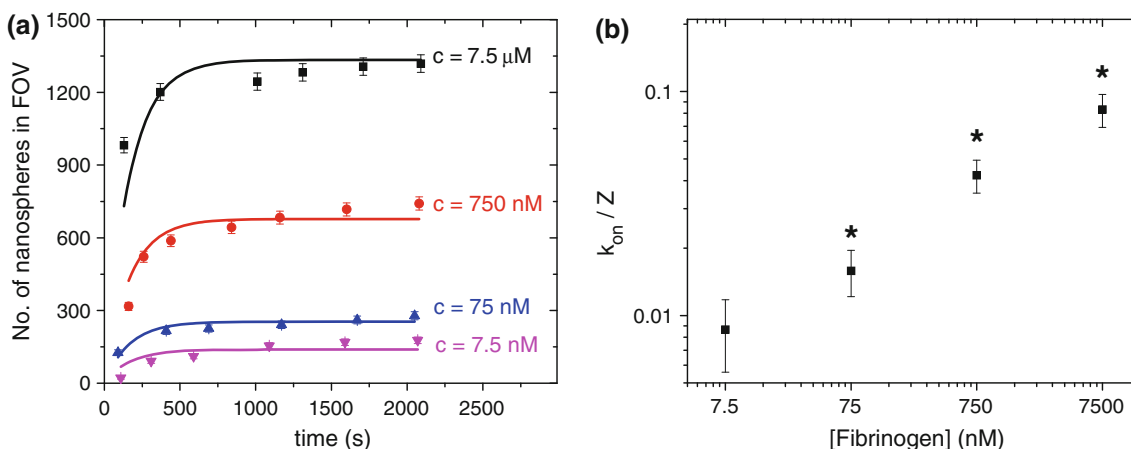 (a)
1500
1200
900
600
300
0
No. of nanospheres in FOV
c = 7.5 μM
c = 750 nM
c = 75 nM
c = 7.5 nM
0 500 1000 1500 2000 2500
time (s)
(b)
0.1
0.01
k_on / Z
* * *
7.5 75 750 7500
[Fibrinogen] (nM)